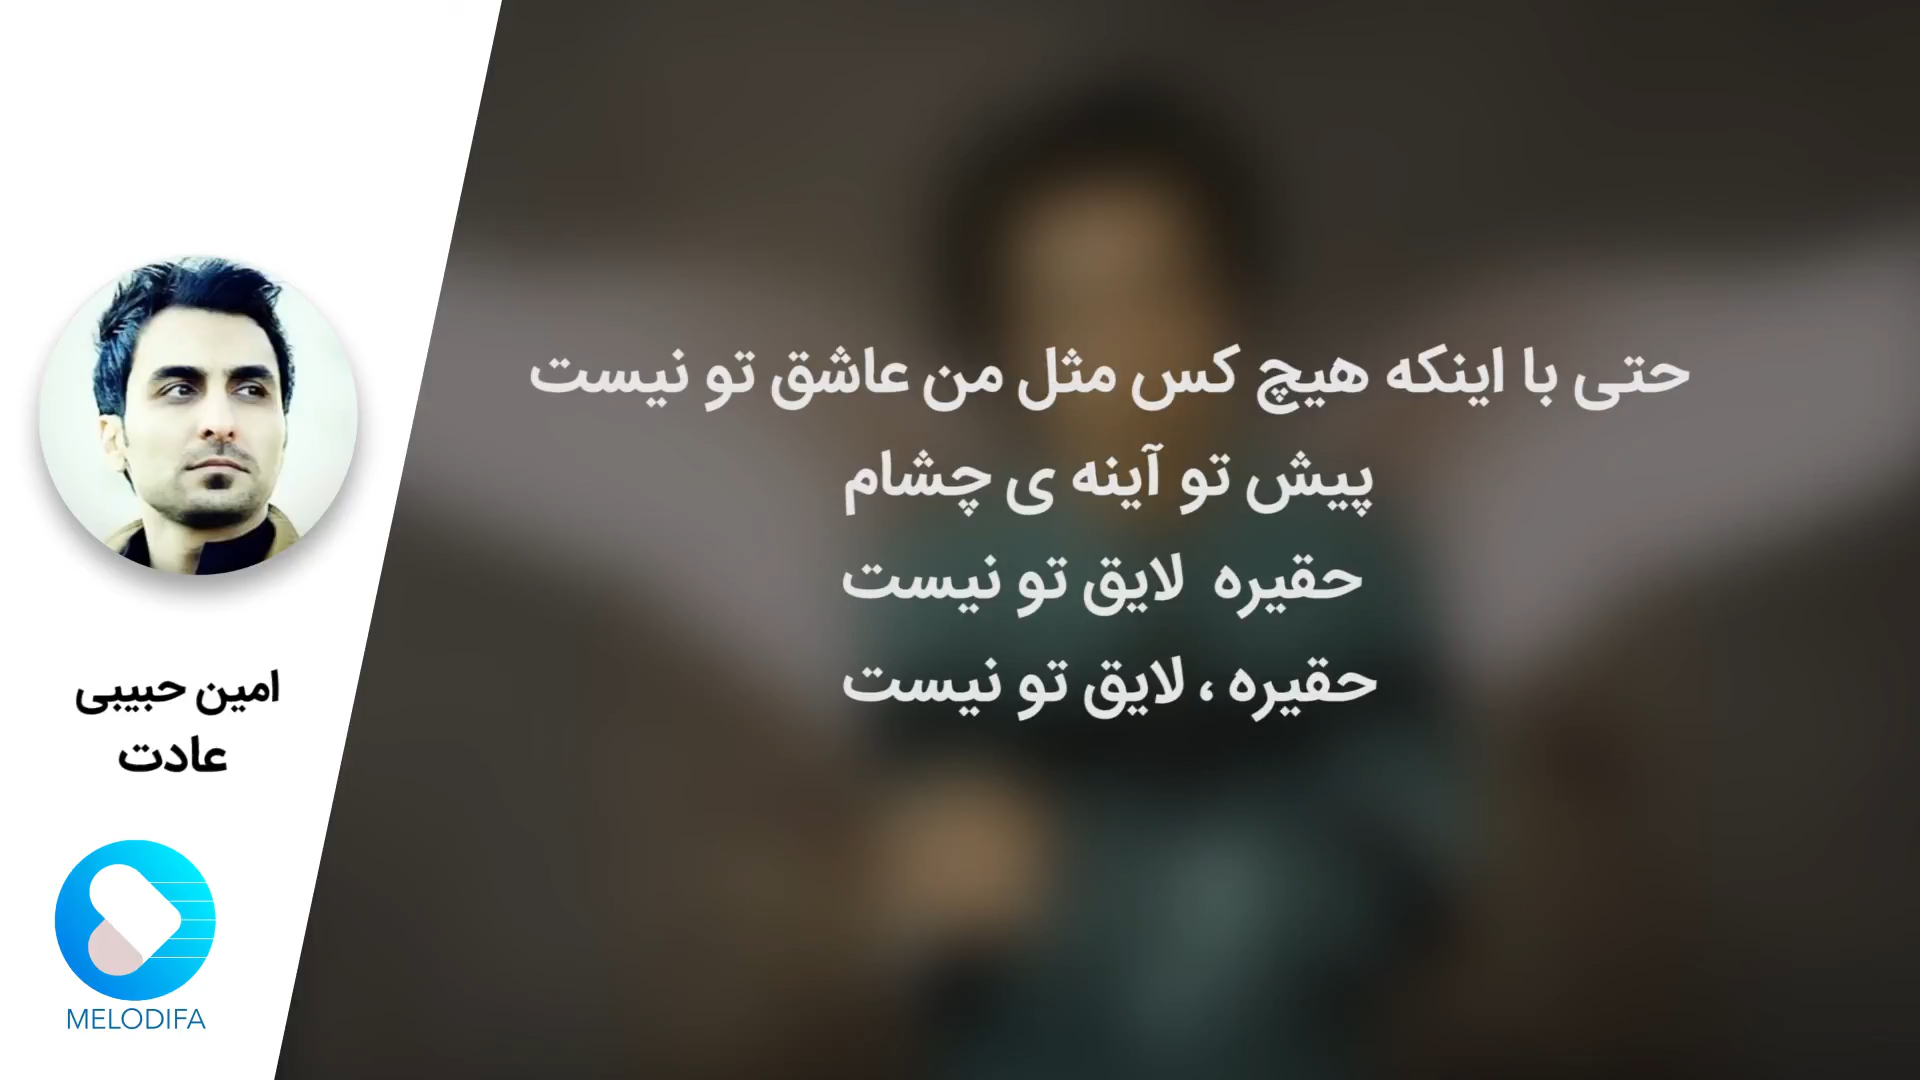 حتی با اینکه هیچ کس مثل من عاشق تو نیست
پیش تو آینه ی چشام
حقیره لایق تو نیست
حقیره ، لایق تو نیست
امین حبیبی
عادت
MELODIFA